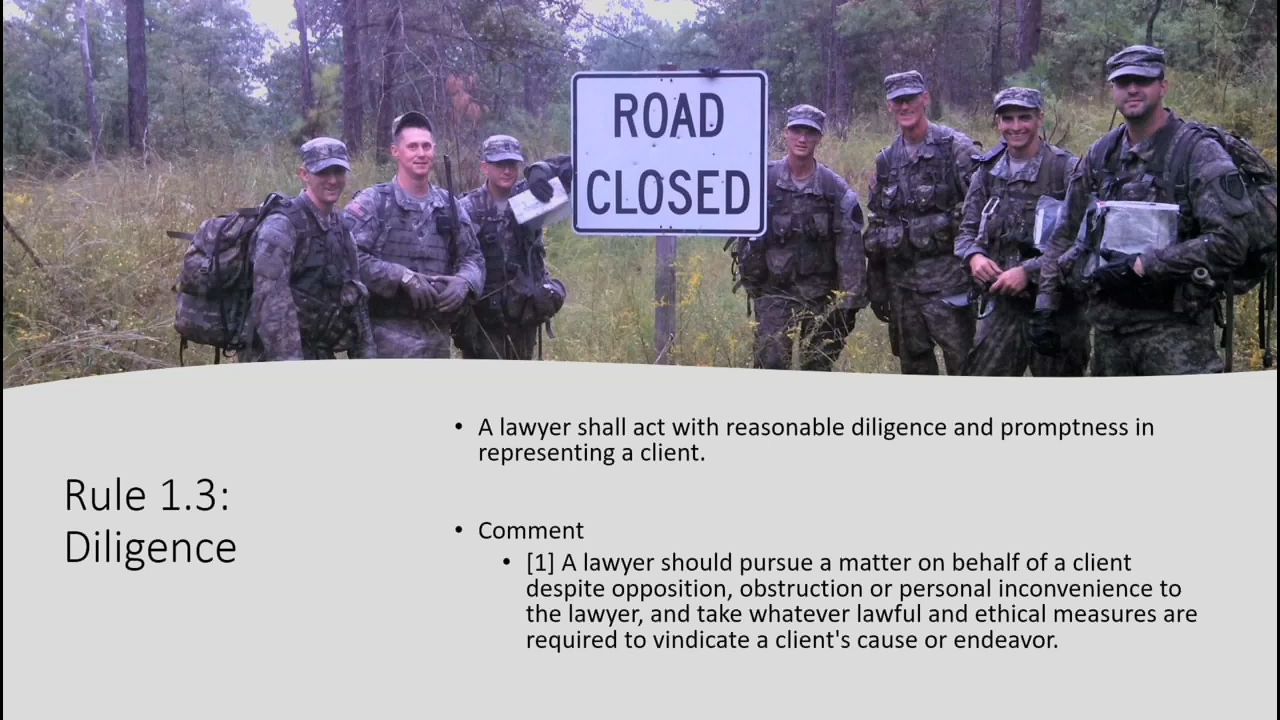 ROAD
CLOSED
Rule 1.3:
Diligence
• A lawyer shall act with reasonable diligence and promptness in
representing a client.
• Comment
• [1] A lawyer should pursue a matter on behalf of a client
despite opposition, obstruction or personal inconvenience to
the lawyer, and take whatever lawful and ethical measures are
required to vindicate a client's cause or endeavor.